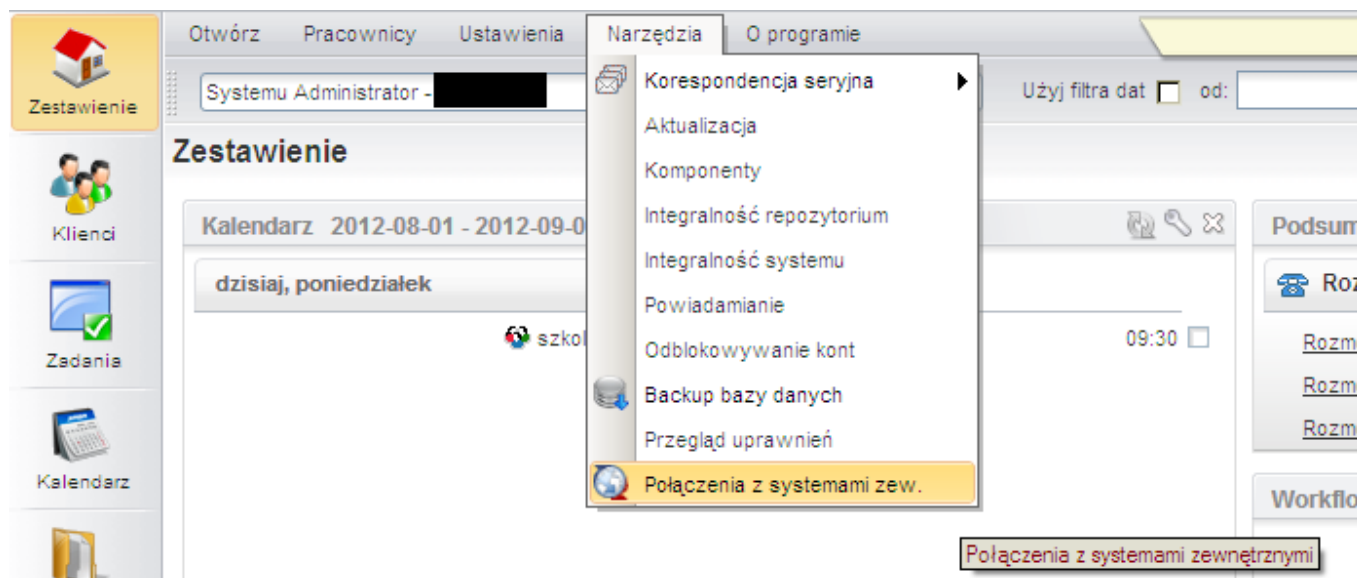 Otwórz Pracownicy Ustawienia Narzędzia O programie
Systemu Administrator -
Użyj filtra dat od:
Zestawienie
Klienci
Zadania
Kalendarz
Zestawienie
Kalendarz 2012-08-01 - 2012-09-0
dzisiaj, poniedziałek
szkol
09:30
Korespondencja seryjna
Aktualizacja
Komponenty
Integralność repozytorium
Integralność systemu
Powiadamianie
Odblokowywanie kont
Backup bazy danych
Przegląd uprawnień
Połączenia z systemami zew.
Połączenia z systemami zewnętrznymi
Podsum
Roz
Rozm
Rozm
Rozm
Workflo